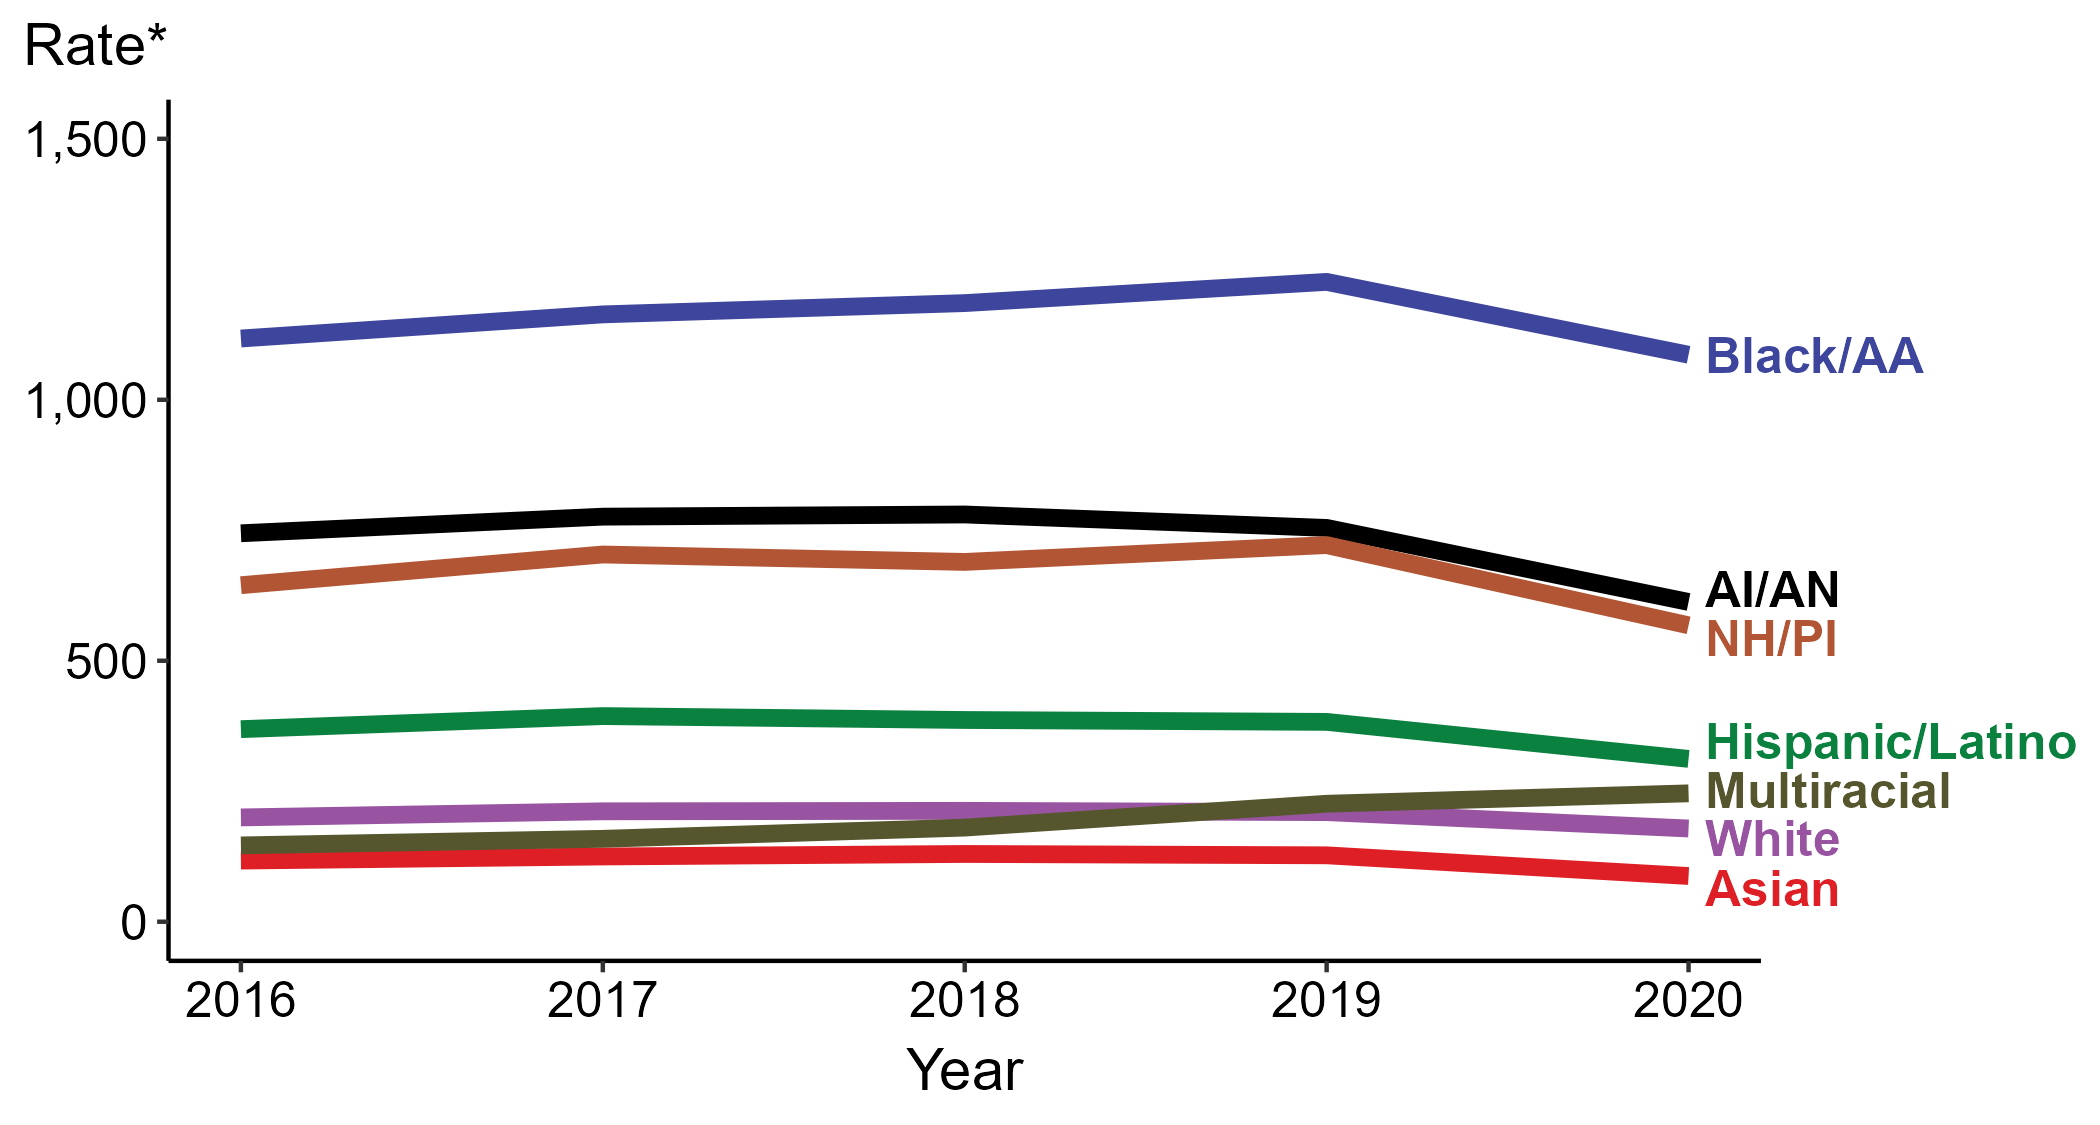 Rate*
1,500
1,000
500
0
Black/AA
AI/AN
NH/PI
Hispanic/Latino
Multiracial
White
Asian
2016 2017 2018 2019 2020
Year